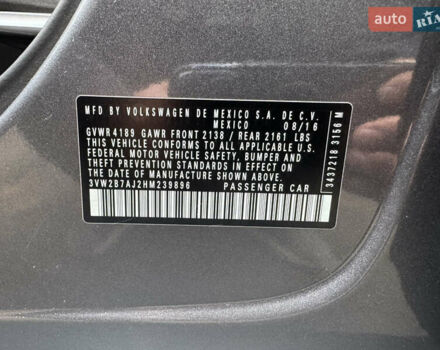 auto RIA
MFD BY VOLKSWAGEN DE MEXICO S.A. DE C.V.
MEXICO 08/16
GVWR4189 GAWR FRONT 2138 / REAR 2161 LBS
THIS VEHICLE CONFORMS TO ALL APPLICABLE U.S.
FEDERAL MOTOR VEHICLE SAFETY, BUMPER AND
THEFT PREVENTION STANDARDS IN EFFECT ON THE
DATE OF MANUFACTURE SHOWN ABOVE.
3VW2B7AJ2HM239896 PASSENGER CAR
3437218 3156 M